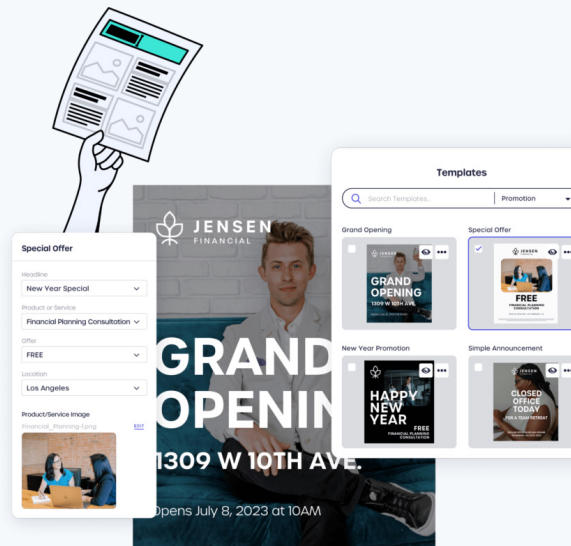 JENSEN
FINANCIAL
GRAND
OPENIN
1309 W 10TH AVE.
Opens July 8, 2023 at 10AM
Special Offer
Headline
New Year Special
Product or Service
Financial Planning Consultation
Offer
FREE
Location
Los Angeles
Product/Service Image
Financial_Planning-1.png
EDIT
Templates
Search Templates..
Promotion
Grand Opening
Special Offer
JENSEN
GRAND
OPENING
1309 W 10TH AVE.
JENSEN
FREE
FINANCIAL PLANNING
CONSULTATION
New Year Promotion
Simple Announcement
HAPPY
NEW
YEAR
FREE
FINANCIAL PLANNING
CONSULTATION
JENSEN
CLOSED
OFFICE
TODAY
FOR A TEAM RETREAT